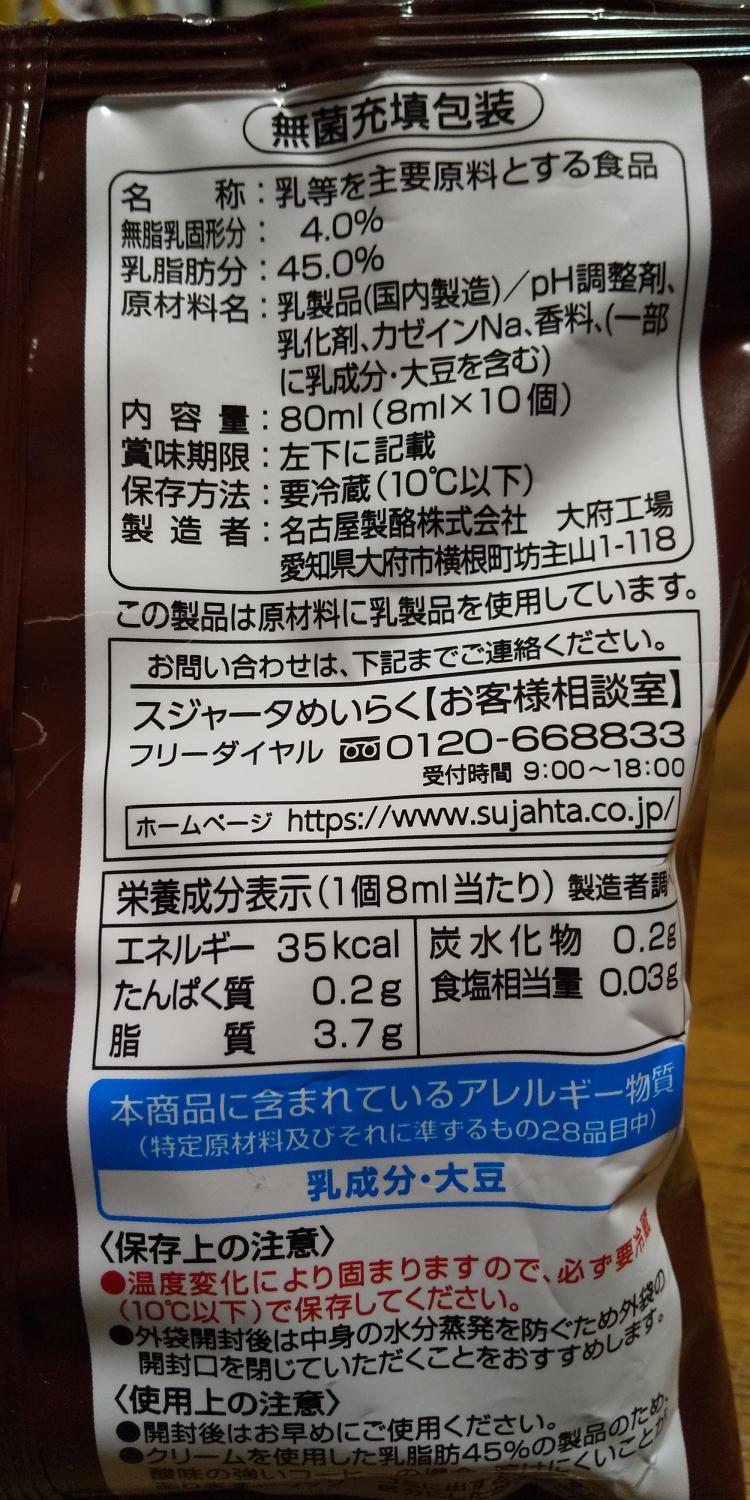 無菌充填包装
名称：乳等を主要原料とする食品
無脂乳固形分：4.0%
乳脂肪分：45.0%
原材料名：乳製品(国内製造)／pH調整剤、
乳化剤、カゼインNa、香料、(一部
に乳成分・大豆を含む)
内容量：80ml(8ml×10個)
賞味期限：左下に記載
保存方法：要冷蔵(10℃以下)
製造者：名古屋製酪株式会社 大府工場
愛知県大府市横根町坊主山1-118
この製品は原材料に乳製品を使用しています。
お問い合わせは、下記までご連絡ください。
スジャータめいらく【お客様相談室】
フリーダイヤル 0120-668833
受付時間 9:00〜18:00
ホームページ https://www.sujahta.co.jp/
栄養成分表示(1個8ml当たり) 製造者調
エネルギー 35kcal 炭水化物 0.2g
たんぱく質 0.2g 食塩相当量 0.03g
脂質 3.7g
本商品に含まれているアレルギー物質
(特定原材料及びそれに準ずるもの28品目中)
乳成分・大豆
〈保存上の注意〉
●温度変化により固まりますので、必ず要冷蔵
(10℃以下)で保存してください。
●外袋開封後は中身の水分蒸発を防ぐため外袋の
開封口を閉じていただくことをおすすめします。
〈使用上の注意〉
●開封後はお早めにご使用ください。
●クリームを使用した乳脂肪45%の製品のため、
酸味の強いコーヒー